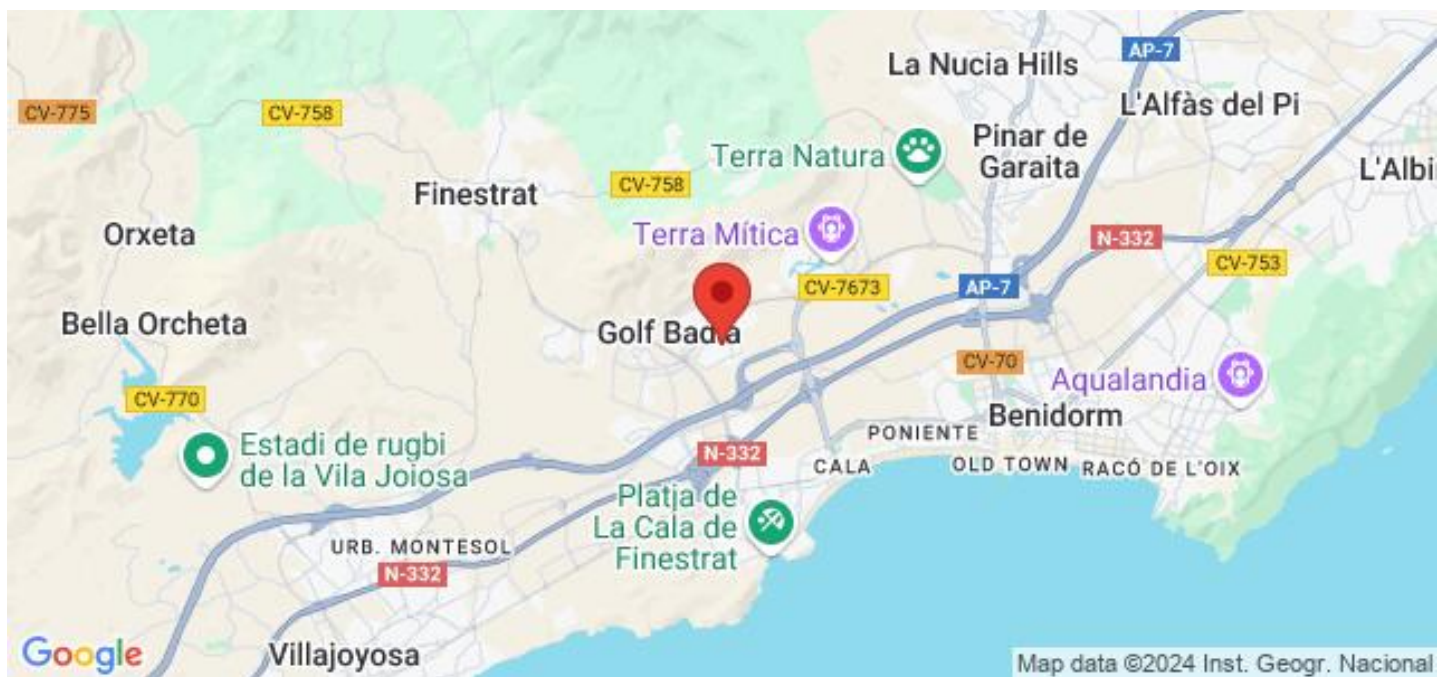 AP-7
La Nucia Hills
CV-775
CV-758
L'Alfàs del Pi
Terra Natura
Pinar de
Garaita
L'Albi
CV-758
Finestrat
Orxeta
Terra Mítica
N-332
CV-753
CV-7673
AP-7
Bella Orcheta
Golf Badia
CV-70
Aqualandia
CV-770
Benidorm
PONIENTE
Estadi de rugbi
de la Vila Joiosa
N-332
CALA
OLD TOWN
RACÓ DE L'OIX
Platja de
La Cala de
Finestrat
URB. MONTESOL
N-332
Villajoyosa
Google
Map data ©2024 Inst. Geogr. Nacional